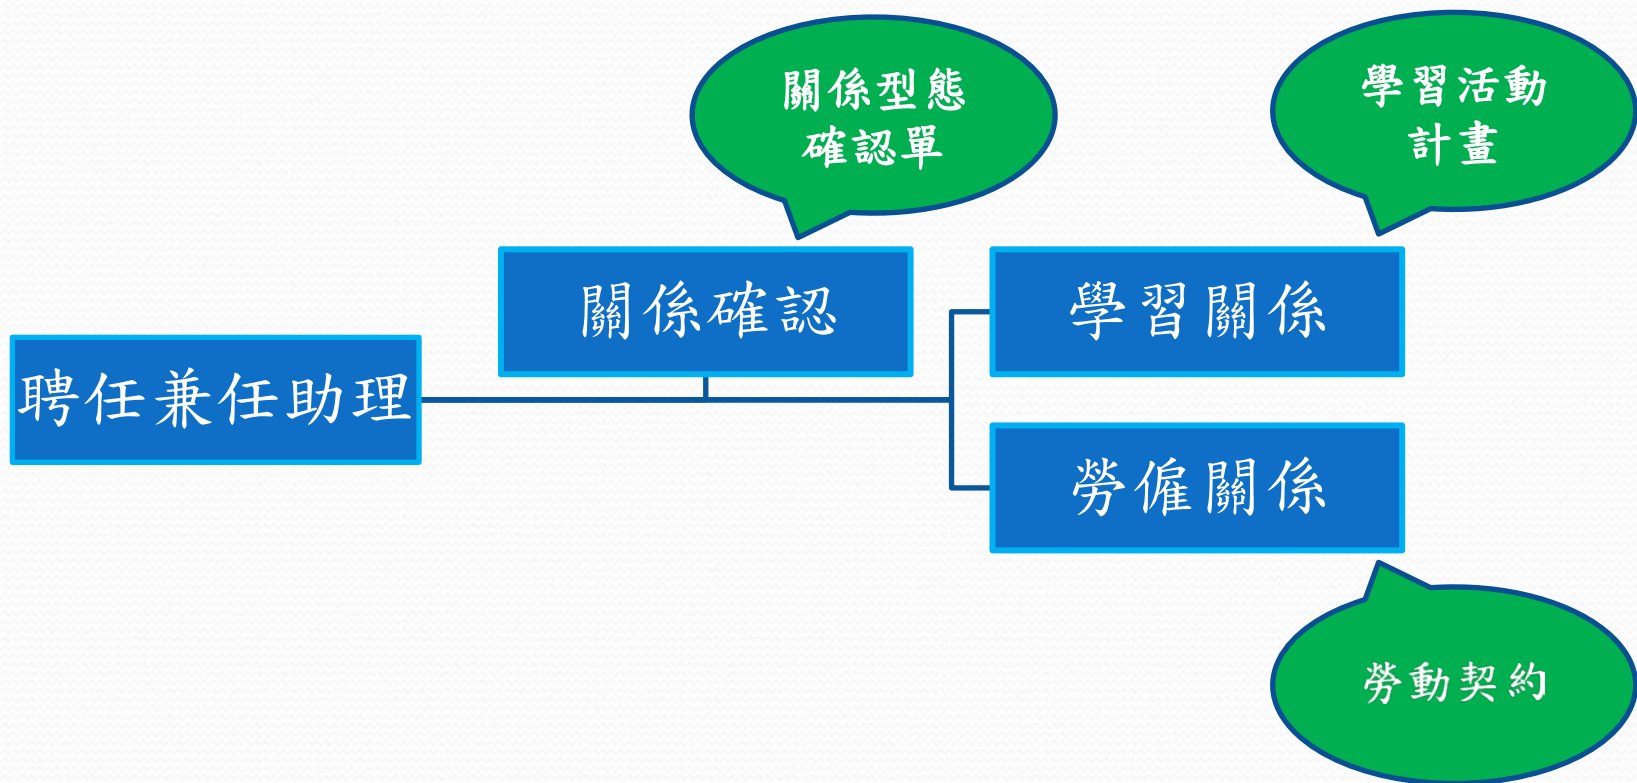 關係型態
確認單
學習活動
計畫
關係確認
學習關係
聘任兼任助理
勞僱關係
勞動契約